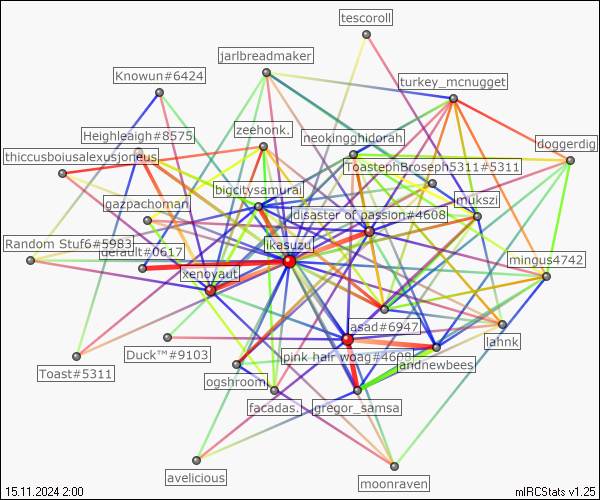 tescoroll
jarlbreadmaker
Knowun#6424
turkey_mcnugget
Heighleaigh#8575
zeehonk.
neokingghidorah
doggerdig
thiccusboiusalexusjoneus
ToastephBroseph5311#5311
bigcitysamurai
gazpachoman
mukszi
disaster of passion#4608
Random Stuf6#5983
default#0617
ikasuzu
mingus4742
xenoyaut
asad#6947
lahnk
Duck™#9103
pink hair woag#4608
andnewbees
Toast#5311
ogshroom
facadas.
gregor_samsa
avelicious
moonraven
15.11.2024 2:00
mIRCStats v1.25